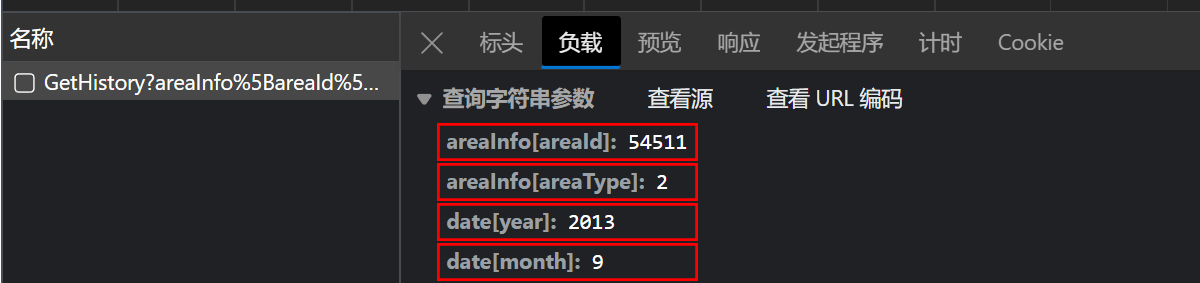 名称
GetHistory?areaInfo%5BareaId%5...
标头 负载 预览 响应 发起程序 计时 Cookie
查询字符串参数 查看源 查看 URL 编码
areaInfo[areaId]: 54511
areaInfo[areaType]: 2
date[year]: 2013
date[month]: 9